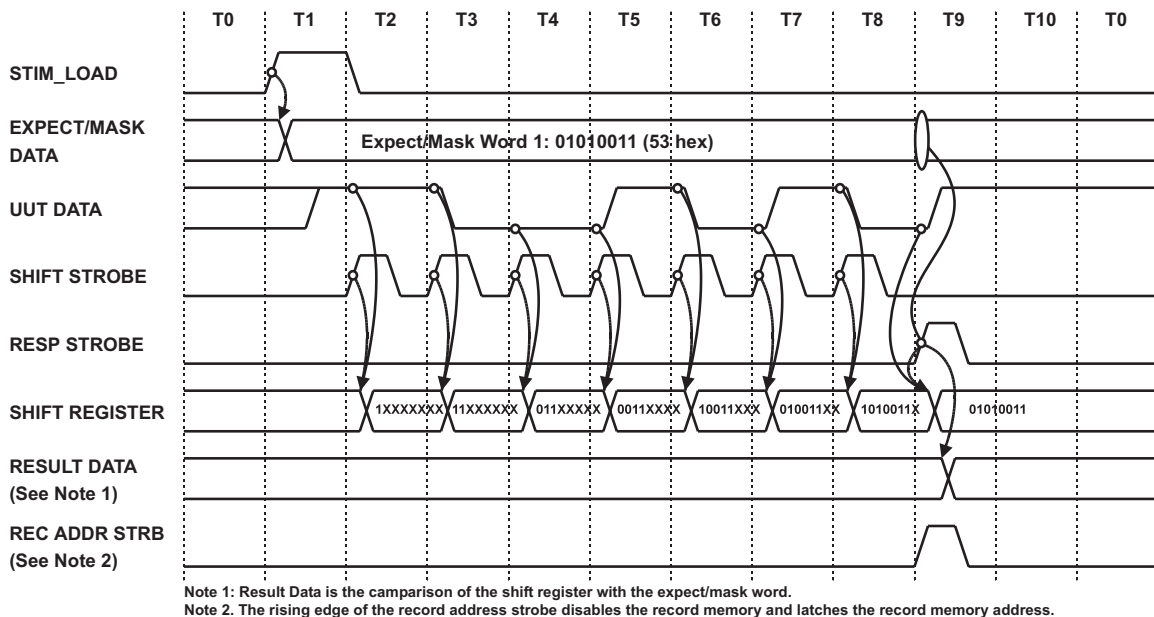 T0 T1 T2 T3 T4 T5 T6 T7 T8 T9 T10 T0
STIM_LOAD
EXPECT/MASK
DATA
Expect/Mask Word 1: 01010011 (53 hex)
UUT DATA
SHIFT STROBE
RESP STROBE
SHIFT REGISTER
1XXXXXXX 11XXXXXX 011XXXXX 0011XXXX 10011XXX 010011XX 1010011X 01010011
RESULT DATA
(See Note 1)
REC ADDR STRB
(See Note 2)
Note 1: Result Data is the camparison of the shift register with the expect/mask word.
Note 2. The rising edge of the record address strobe disables the record memory and latches the record memory address.